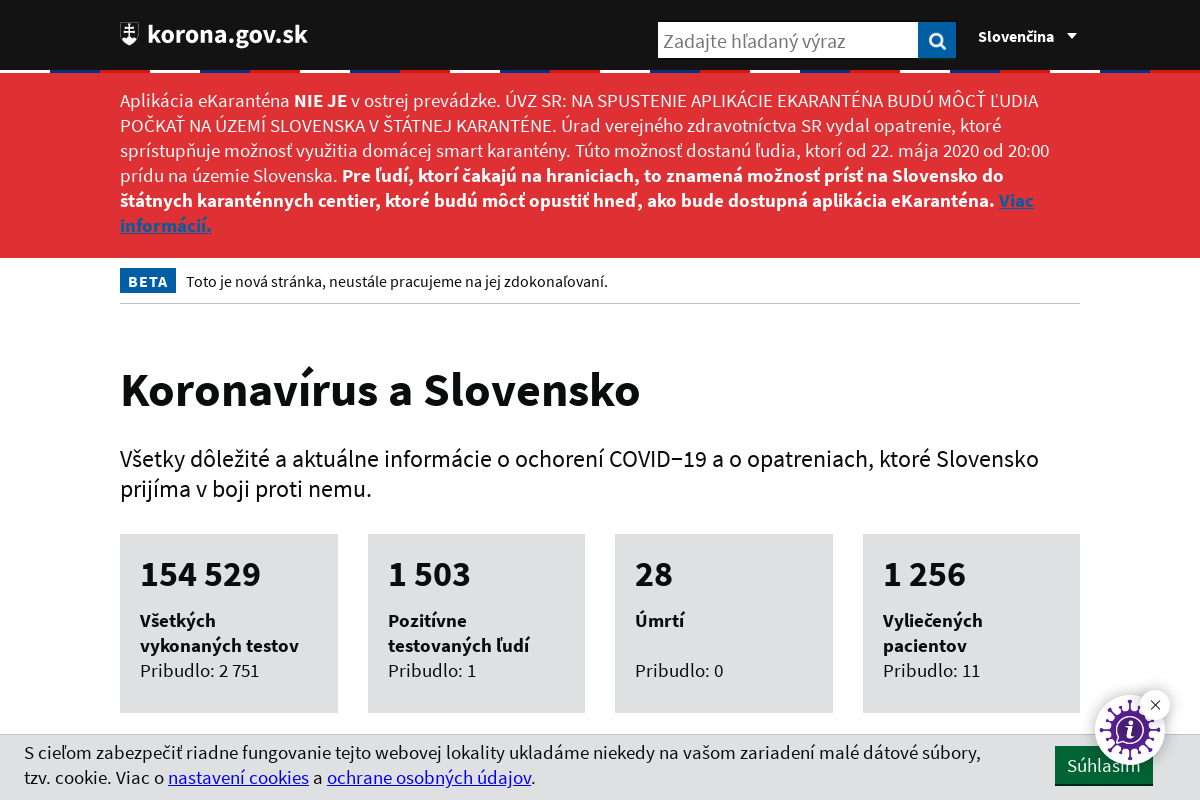 korona.gov.sk
Zadajte hľadaný výraz
Slovenčina
Aplikácia eKaranténa NIE JE v ostrej prevádzke. ÚVZ SR: NA SPUSTENIE APLIKÁCIE EKARANTÉNA BUDÚ MÔCŤ ĽUDIA
POČKAŤ NA ÚZEMÍ SLOVENSKA V ŠTÁTNEJ KARANTÉNE. Úrad verejného zdravotníctva SR vydal opatrenie, ktoré
sprístupňuje možnosť využitia domácej smart karantény. Túto možnosť dostanú ľudia, ktorí od 22. mája 2020 od 20:00
prídu na územie Slovenska. Pre ľudí, ktorí čakajú na hraniciach, to znamená možnosť prísť na Slovensko do
štátnych karanténnych centier, ktoré budú môcť opustiť hneď, ako bude dostupná aplikácia eKaranténa. Viac
informácií.
BETA Toto je nová stránka, neustále pracujeme na jej zdokonaľovaní.
Koronavírus a Slovensko
Všetky dôležité a aktuálne informácie o ochorení COVID−19 a o opatreniach, ktoré Slovensko
prijíma v boji proti nemu.
154 529
Všetkých
vykonaných testov
Pribudlo: 2 751
1 503
Pozitívne
testovaných ľudí
Pribudlo: 1
28
Úmrtí
Pribudlo: 0
1 256
Vyliečených
pacientov
Pribudlo: 11
S cieľom zabezpečiť riadne fungovanie tejto webovej lokality ukladáme niekedy na vašom zariadení malé dátové súbory,
tzv. cookie. Viac o nastavení cookies a ochrane osobných údajov.
Súhlasím